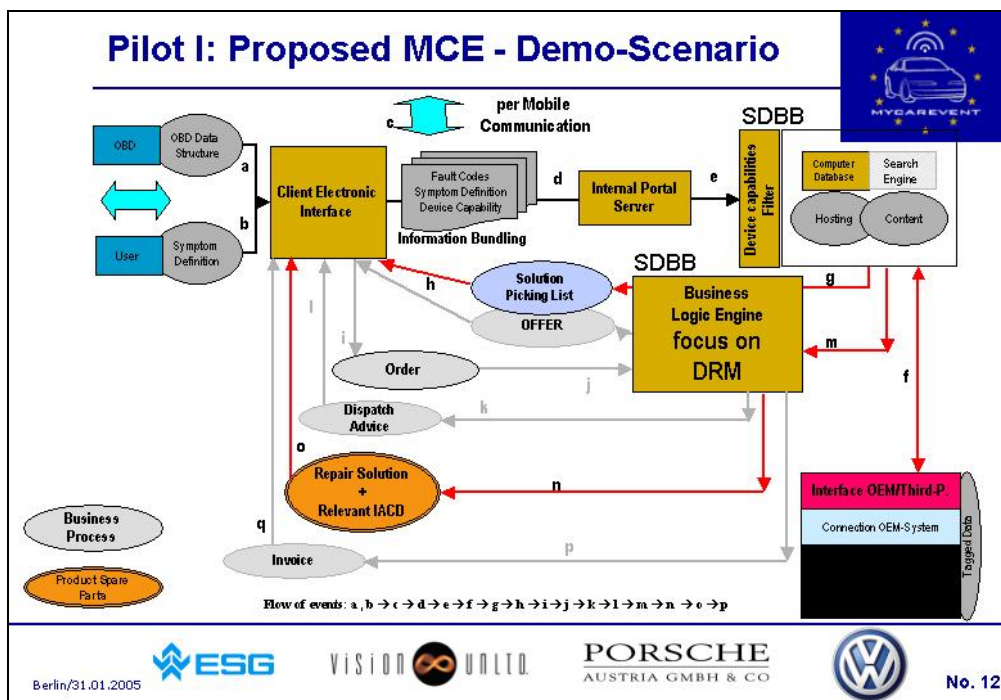 Pilot I: Proposed MCE - Demo-Scenario
MYCAREVENT
c
per Mobile
Communication
SDBB
OBD
OBD Data
Structure
a
b
User
Symptom
Definition
Client Electronic
Interface
Fault Codes
Symptom Definition
Device Capability
Information Bundling
d
Internal Portal
Server
e
Device capabilities
Filter
Computer
Database
Search
Engine
Hosting
Content
SDBB
g
h
Solution
Picking List
OFFER
Business
Logic Engine
focus on
DRM
m
f
l
i
Order
j
Dispatch
Advice
k
o
Repair Solution
+
Relevant IACD
n
Interface OEM/Third-P.
Connection OEM-System
Tagged Data
Business
Process
q
Invoice
p
Product Spare
Parts
Flow of events: a , b → c → d → e → f → g → h → i → j → k → l → m → n → o → p
ESG
VISION UNLTD.
PORSCHE
AUSTRIA GMBH & CO
Berlin/31.01.2005
No. 12